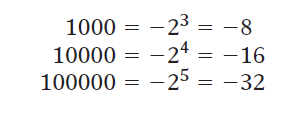 1000 = −2³ = −8
10000 = −2⁴ = −16
100000 = −2⁵ = −32